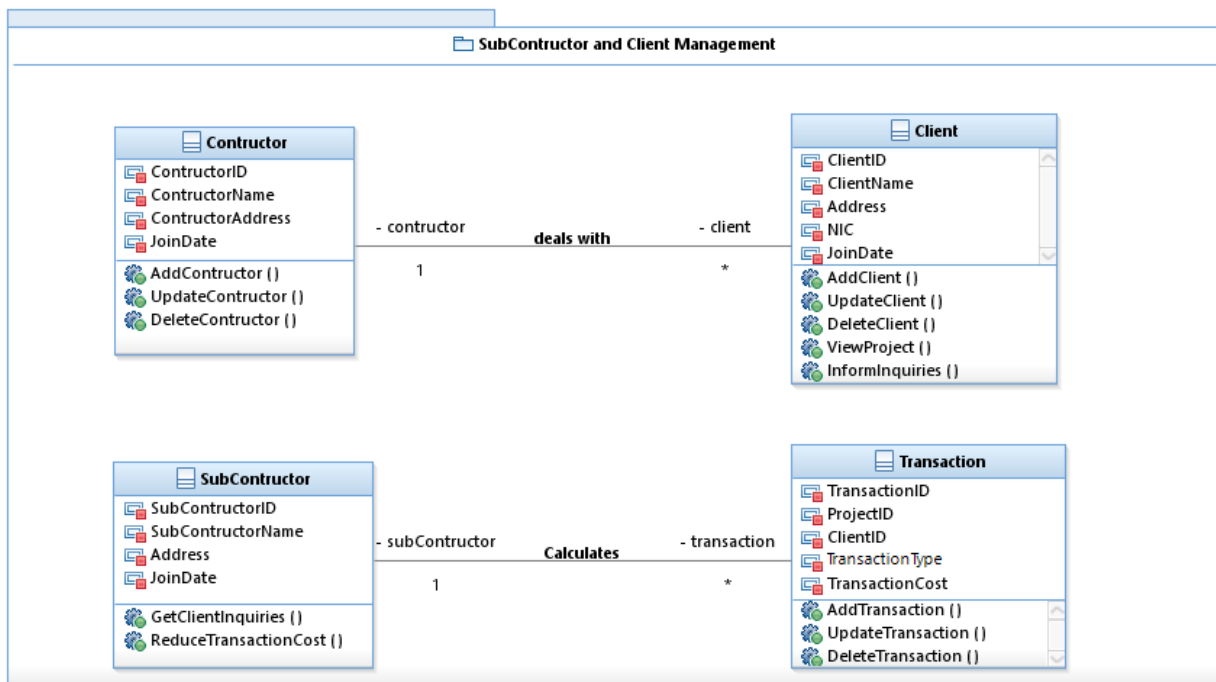 SubContructor and Client Management
Contructor
ContructorID
ContructorName
ContructorAddress
JoinDate
AddContructor ()
UpdateContructor ()
DeleteContructor ()
- contructor
deals with
- client
1
*
Client
ClientID
ClientName
Address
NIC
JoinDate
AddClient ()
UpdateClient ()
DeleteClient ()
ViewProject ()
InformInquiries ()
SubContructor
SubContructorID
SubContructorName
Address
JoinDate
GetClientInquiries ()
ReduceTransactionCost ()
- subContructor
Calculates
- transaction
1
*
Transaction
TransactionID
ProjectID
ClientID
TransactionType
TransactionCost
AddTransaction ()
UpdateTransaction ()
DeleteTransaction ()